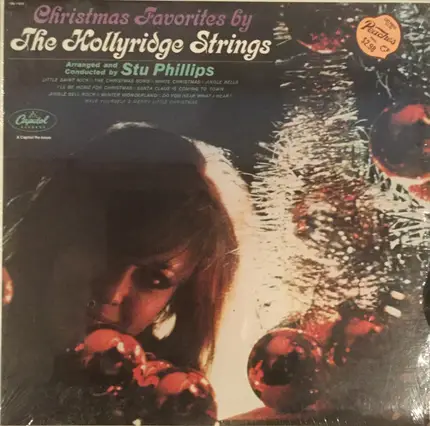 Christmas Favorites by
The Hollyridge Strings
Arranged and
Conducted by Stu Phillips
LITTLE SAINT NICK • THE CHRISTMAS SONG • WHITE CHRISTMAS • JINGLE BELLS
I'LL BE HOME FOR CHRISTMAS • SANTA CLAUS IS COMING TO TOWN
JINGLE BELL ROCK • WINTER WONDERLAND • DO YOU HEAR WHAT I HEAR?
HAVE YOURSELF A MERRY LITTLE CHRISTMAS
Capitol
Peaches
$2.98